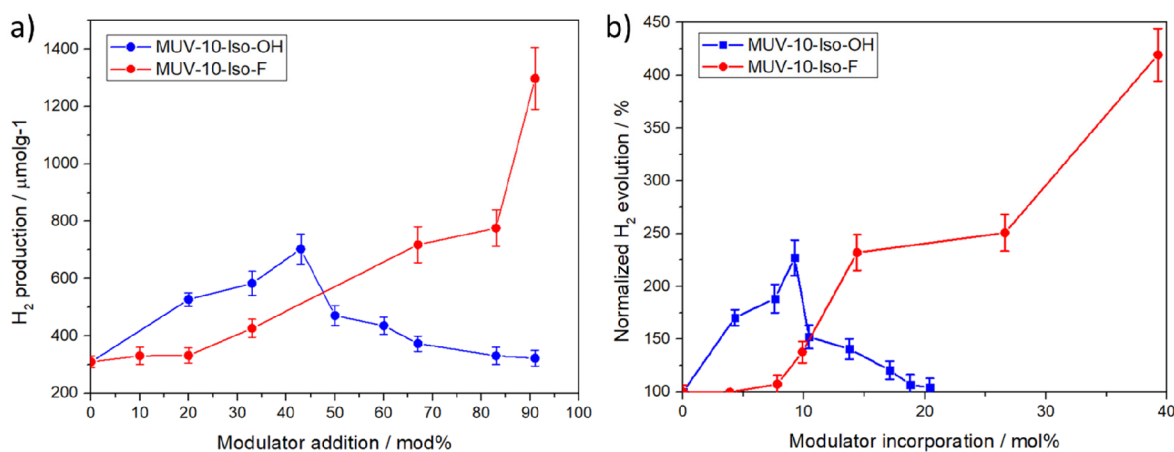 a)
MUV-10-Iso-OH
MUV-10-Iso-F
H2 production / μmolg-1
1400
1200
1000
800
600
400
200
0 10 20 30 40 50 60 70 80 90 100
Modulator addition / mod%
b)
MUV-10-Iso-OH
MUV-10-Iso-F
Normalized H2 evolution / %
450
400
350
300
250
200
150
100
0 10 20 30 40
Modulator incorporation / mol%